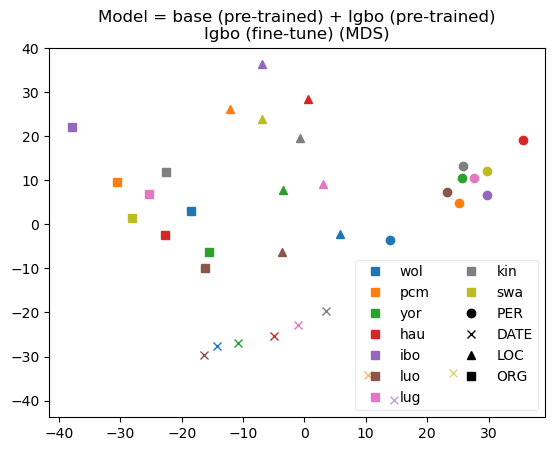 Model = base (pre-trained) + Igbo (pre-trained)
Igbo (fine-tune) (MDS)
40
30
20
10
0
−10
−20
−30
−40
−40
−30
−20
−10
0
10
20
30
wol
pcm
yor
hau
ibo
luo
lug
kin
swa
PER
DATE
LOC
ORG